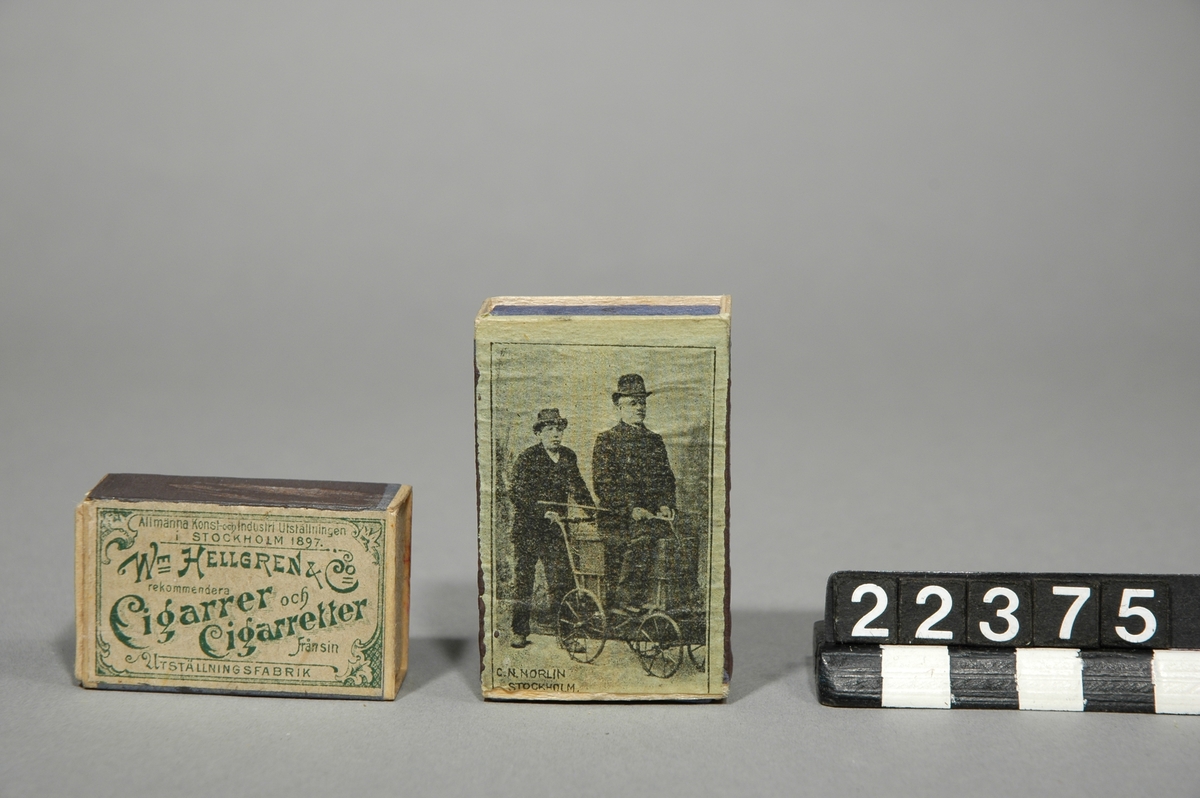 Allmänna Konst-och Industri Utställningen
i STOCKHOLM 1897.
Wm HELLGREN & Co
rekommendera
Cigarrer och
Cigarretter
från sin
UTSTÄLLNINGSFABRIK
C. N. NORLIN
STOCKHOLM.
22375